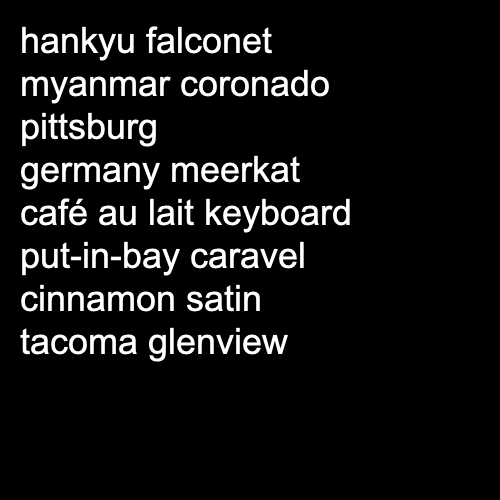 hankyu falconet
myanmar coronado
pittsburg
germany meerkat
café au lait keyboard
put-in-bay caravel
cinnamon satin
tacoma glenview